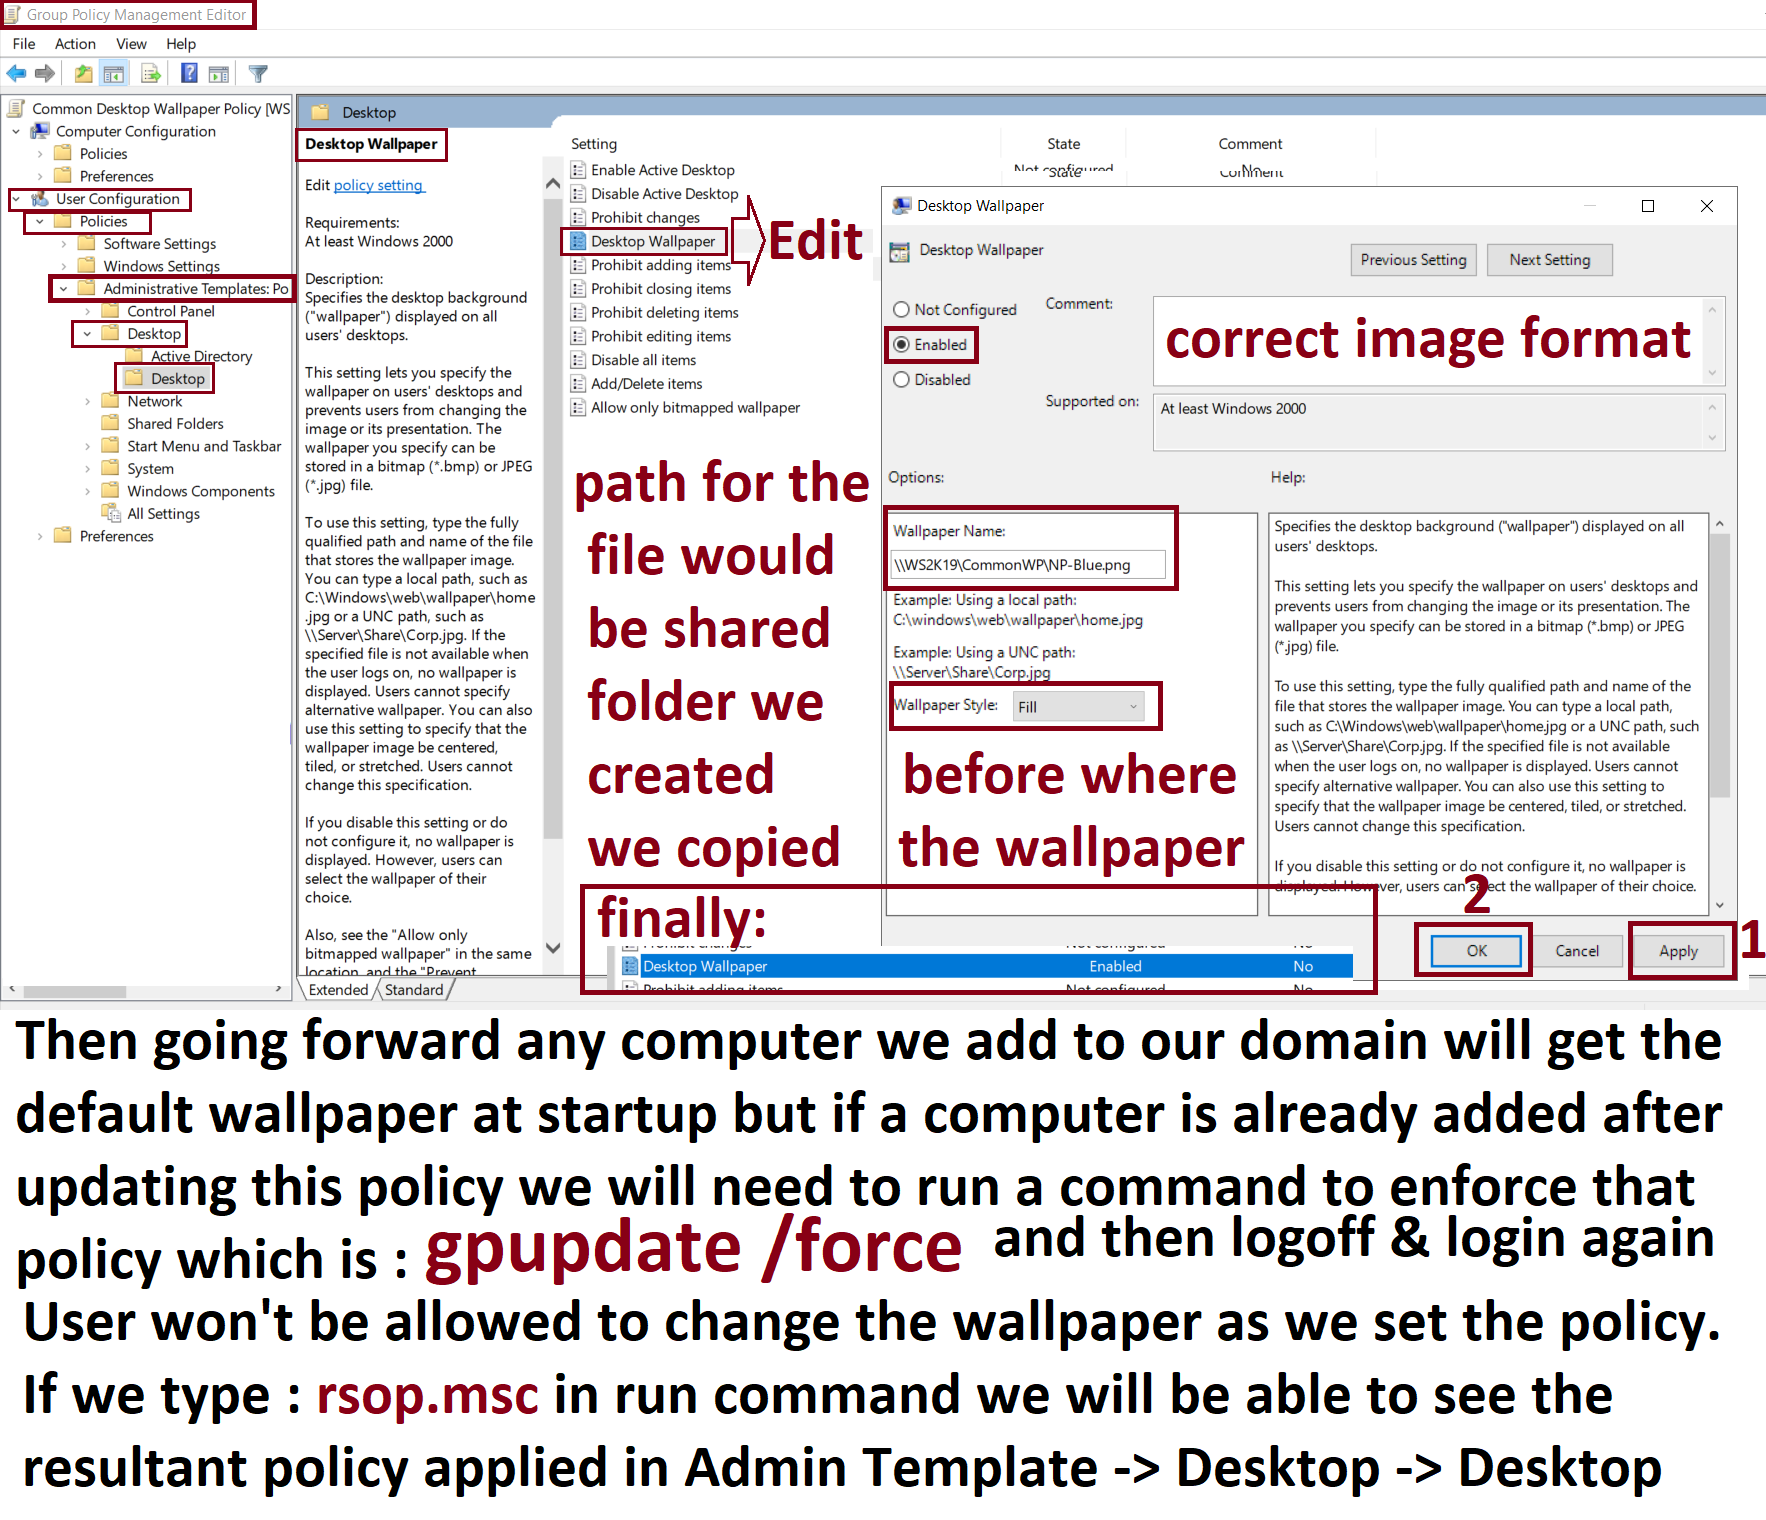 Group Policy Management Editor
File Action View Help
Common Desktop Wallpaper Policy [WS
Computer Configuration
Policies
Preferences
User Configuration
Policies
Software Settings
Windows Settings
Administrative Templates: Po
Control Panel
Desktop
Active Directory
Desktop
Network
Shared Folders
Start Menu and Taskbar
System
Windows Components
All Settings
Preferences
Desktop
Desktop Wallpaper
Edit policy setting
Requirements:
At least Windows 2000
Description:
Specifies the desktop background
("wallpaper") displayed on all
users' desktops.
This setting lets you specify the
wallpaper on users' desktops and
prevents users from changing the
image or its presentation. The
wallpaper you specify can be
stored in a bitmap (*.bmp) or JPEG
(*.jpg) file.
To use this setting, type the fully
qualified path and name of the file
that stores the wallpaper image.
You can type a local path, such as
C:\Windows\web\wallpaper\home
.jpg or a UNC path, such as
\\Server\Share\Corp.jpg. If the
specified file is not available when
the user logs on, no wallpaper is
displayed. Users cannot specify
alternative wallpaper. You can also
use this setting to specify that the
wallpaper image be centered,
tiled, or stretched. Users cannot
change this specification.
If you disable this setting or do
not configure it, no wallpaper is
displayed. However, users can
select the wallpaper of their
choice.
Also, see the "Allow only
bitmapped wallpaper" in the same
location, and the "Prevent
Extended Standard
Setting State Comment
Enable Active Desktop Not configured No
State Comment
Disable Active Desktop
Prohibit changes
Desktop Wallpaper
Prohibit adding items
Prohibit closing items
Prohibit deleting items
Prohibit editing items
Disable all items
Add/Delete items
Allow only bitmapped wallpaper
Edit
path for the
file would
be shared
folder we
created
we copied
before where
the wallpaper
finally:
Prohibit changes Not configured No
Desktop Wallpaper Enabled No
Prohibit adding items Not configured No
Desktop Wallpaper
Desktop Wallpaper
Previous Setting Next Setting
Not Configured
Enabled
Disabled
Comment:
correct image format
Supported on:
At least Windows 2000
Options:
Help:
Wallpaper Name:
\\WS2K19\CommonWP\NP-Blue.png
Example: Using a local path:
C:\windows\web\wallpaper\home.jpg
Example: Using a UNC path:
\\Server\Share\Corp.jpg
Wallpaper Style: Fill
Specifies the desktop background ("wallpaper") displayed on all
users' desktops.
This setting lets you specify the wallpaper on users' desktops and
prevents users from changing the image or its presentation. The
wallpaper you specify can be stored in a bitmap (*.bmp) or JPEG
(*.jpg) file.
To use this setting, type the fully qualified path and name of the
file that stores the wallpaper image. You can type a local path,
such as C:\Windows\web\wallpaper\home.jpg or a UNC path, such
as \\Server\Share\Corp.jpg. If the specified file is not available
when the user logs on, no wallpaper is displayed. Users cannot
specify alternative wallpaper. You can also use this setting to
specify that the wallpaper image be centered, tiled, or stretched.
Users cannot change this specification.
If you disable this setting or do not configure it, no wallpaper is
displayed. However, users can select the wallpaper of their choice.
2
1
OK Cancel Apply
Then going forward any computer we add to our domain will get the
default wallpaper at startup but if a computer is already added after
updating this policy we will need to run a command to enforce that
policy which is : gpupdate /force and then logoff & login again
User won't be allowed to change the wallpaper as we set the policy.
If we type : rsop.msc in run command we will be able to see the
resultant policy applied in Admin Template -> Desktop -> Desktop